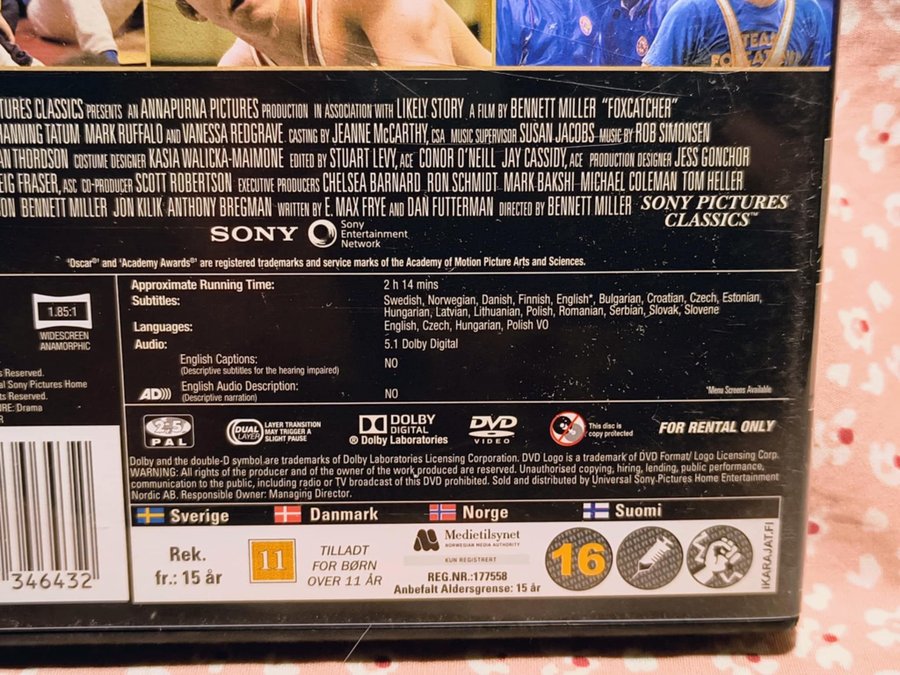 TEAM
FOXCATCHER
TURES CLASSICS PRESENTS AN ANNAPURNA PICTURES PRODUCTION IN ASSOCIATION WITH LIKELY STORY A FILM BY BENNETT MILLER "FOXCATCHER"
HANNING TATUM MARK RUFFALO AND VANESSA REDGRAVE CASTING BY JEANNE McCARTHY, CSA MUSIC SUPERVISOR SUSAN JACOBS MUSIC BY ROB SIMONSEN
AN THORDSON COSTUME DESIGNER KASIA WALICKA-MAIMONE EDITED BY STUART LEVY, ACE CONOR O'NEILL JAY CASSIDY, ACE PRODUCTION DESIGNER JESS GONCHOR
EIG FRASER, ASC CO-PRODUCER SCOTT ROBERTSON EXECUTIVE PRODUCERS CHELSEA BARNARD RON SCHMIDT MARK BAKSHI MICHAEL COLEMAN TOM HELLER
ON BENNETT MILLER JON KILIK ANTHONY BREGMAN WRITTEN BY E. MAX FRYE AND DAN FUTTERMAN DIRECTED BY BENNETT MILLER
SONY PICTURES
CLASSICS™
SONY
Sony
Entertainment
Network
'Oscar®' and 'Academy Awards®' are registered trademarks and service marks of the Academy of Motion Picture Arts and Sciences.
1.85:1
WIDESCREEN
ANAMORPHIC
s Reserved.
al Sony Pictures Home
ts Reserved.
RE: Drama
R
Approximate Running Time: 2 h 14 mins
Subtitles: Swedish, Norwegian, Danish, Finnish, English*, Bulgarian, Croatian, Czech, Estonian,
Hungarian, Latvian, Lithuanian, Polish, Romanian, Serbian, Slovak, Slovene
Languages: English, Czech, Hungarian, Polish VO
Audio: 5.1 Dolby Digital
English Captions: NO
(Descriptive subtitles for the hearing impaired)
AD))) English Audio Description: NO
(Descriptive narration)
*Menu Screens Available
2·5
PAL
DUAL
LAYER
LAYER TRANSITION
MAY TRIGGER A
SLIGHT PAUSE
DOLBY
DIGITAL
® Dolby Laboratories
DVD
VIDEO
This disc is
copy protected
FOR RENTAL ONLY
Dolby and the double-D symbol are trademarks of Dolby Laboratories Licensing Corporation. DVD Logo is a trademark of DVD Format/ Logo Licensing Corp.
WARNING: All rights of the producer and of the owner of the work produced are reserved. Unauthorised copying, hiring, lending, public performance,
communication to the public, including radio or TV broadcast of this DVD prohibited. Sold and distributed by Universal Sony Pictures Home Entertainment
Nordic AB. Responsible Owner: Managing Director.
Sverige
Danmark
Norge
Suomi
346432
Rek.
fr.: 15 år
11
TILLADT
FOR BØRN
OVER 11 ÅR
Medietilsynet
NORWEGIAN MEDIA AUTHORITY
KUN REGISTRERT
REG.NR.:177558
Anbefalt Aldersgrense: 15 år
16
IKARAJAT.FI